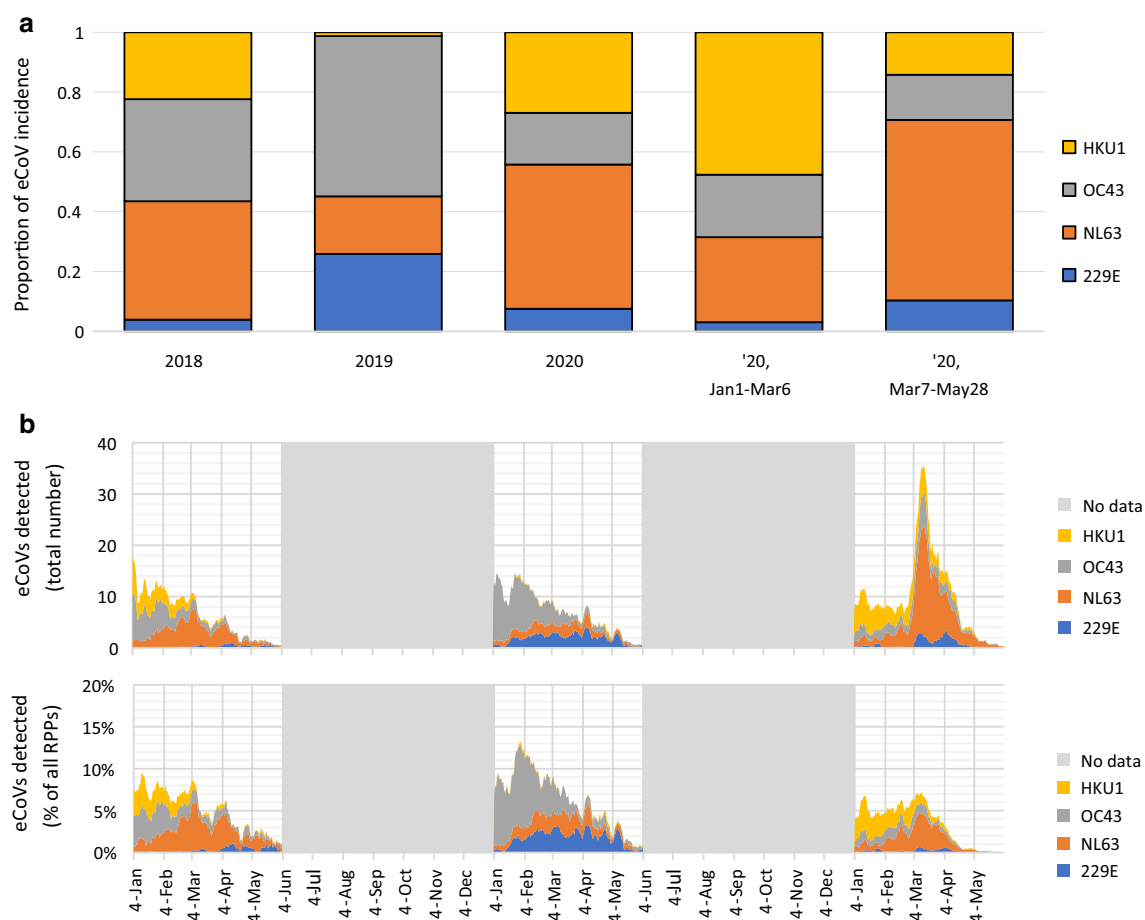 a
Proportion of eCoV incidence
1
0.8
0.6
0.4
0.2
0
2018
2019
2020
'20,
Jan1-Mar6
'20,
Mar7-May28
HKU1
OC43
NL63
229E
b
eCoVs detected
(total number)
40
30
20
10
0
No data
HKU1
OC43
NL63
229E
eCoVs detected
(% of all RPPs)
20%
15%
10%
5%
0%
No data
HKU1
OC43
NL63
229E
4-Jan
4-Feb
4-Mar
4-Apr
4-May
4-Jun
4-Jul
4-Aug
4-Sep
4-Oct
4-Nov
4-Dec
4-Jan
4-Feb
4-Mar
4-Apr
4-May
4-Jun
4-Jul
4-Aug
4-Sep
4-Oct
4-Nov
4-Dec
4-Jan
4-Feb
4-Mar
4-Apr
4-May